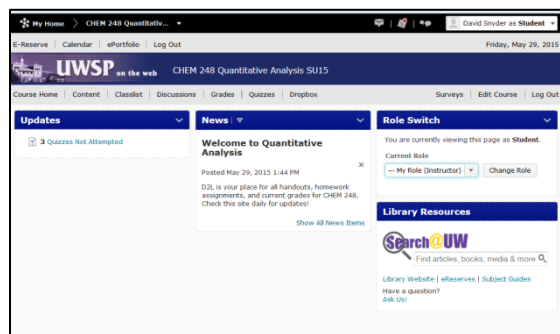 My Home > CHEM 248 Quantitativ...
David Snyder as Student
E-Reserve | Calendar | ePortfolio | Log Out
Friday, May 29, 2015
UWSP on the web CHEM 248 Quantitative Analysis SU15
Course Home | Content | Classlist | Discussions | Grades | Quizzes | Dropbox
Surveys | Edit Course | Log Out
Updates
3 Quizzes Not Attempted
News
Welcome to Quantitative
Analysis
Posted May 29, 2015 1:44 PM
D2L is your place for all handouts, homework
assignments, and current grades for CHEM 248.
Check this site daily for updates!
Show All News Items
Role Switch
You are currently viewing this page as Student.
Current Role
--- My Role (Instructor)
Change Role
Library Resources
Search@UW
Find articles, books, media & more
Library Website | eReserves | Subject Guides
Have a question?
Ask Us!